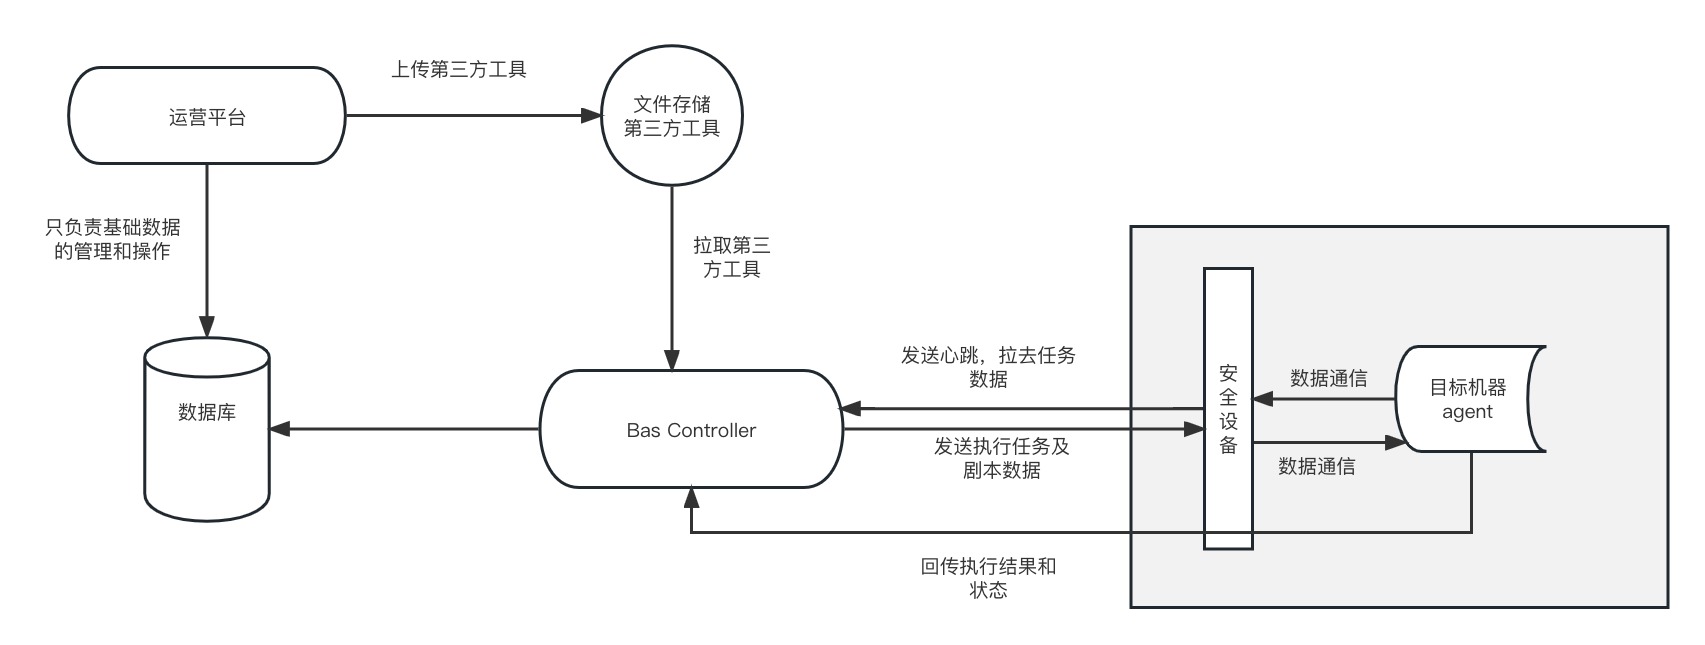 上传第三方工具
运营平台
文件存储
第三方工具
只负责基础数据
的管理和操作
拉取第三
方工具
数据库
Bas Controller
发送心跳，拉去任务
数据
发送执行任务及
剧本数据
回传执行结果和
状态
安
全
设
备
数据通信
数据通信
目标机器
agent